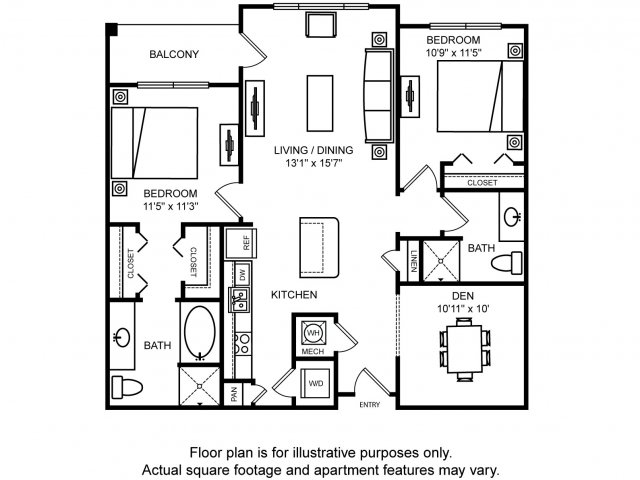 BALCONY
BEDROOM
10'9" x 11'5"
LIVING / DINING
13'1" x 15'7"
CLOSET
BEDROOM
11'5" x 11'3"
REF
BATH
CLOSET
CLOSET
DW
LINEN
KITCHEN
DEN
10'11" x 10'
WH
MECH
BATH
W/D
PAN
ENTRY
Floor plan is for illustrative purposes only.
Actual square footage and apartment features may vary.